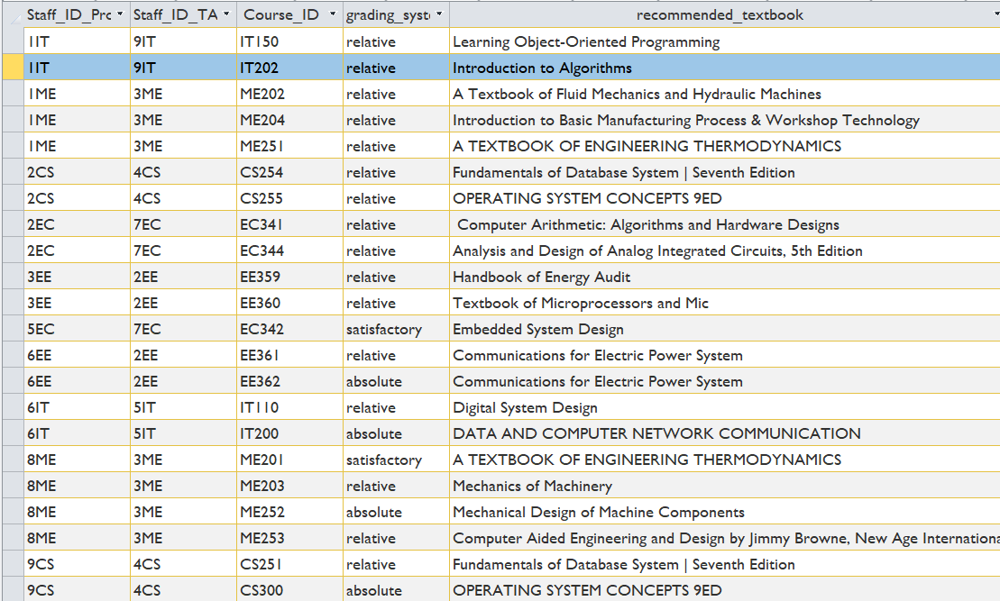 Staff_ID_Prc Staff_ID_TA Course_ID grading_syst recommended_textbook
1IT 9IT IT150 relative Learning Object-Oriented Programming
1IT 9IT IT202 relative Introduction to Algorithms
1ME 3ME ME202 relative A Textbook of Fluid Mechanics and Hydraulic Machines
1ME 3ME ME204 relative Introduction to Basic Manufacturing Process & Workshop Technology
1ME 3ME ME251 relative A TEXTBOOK OF ENGINEERING THERMODYNAMICS
2CS 4CS CS254 relative Fundamentals of Database System | Seventh Edition
2CS 4CS CS255 relative OPERATING SYSTEM CONCEPTS 9ED
2EC 7EC EC341 relative Computer Arithmetic: Algorithms and Hardware Designs
2EC 7EC EC344 relative Analysis and Design of Analog Integrated Circuits, 5th Edition
3EE 2EE EE359 relative Handbook of Energy Audit
3EE 2EE EE360 relative Textbook of Microprocessors and Mic
5EC 7EC EC342 satisfactory Embedded System Design
6EE 2EE EE361 relative Communications for Electric Power System
6EE 2EE EE362 absolute Communications for Electric Power System
6IT 5IT IT110 relative Digital System Design
6IT 5IT IT200 absolute DATA AND COMPUTER NETWORK COMMUNICATION
8ME 3ME ME201 satisfactory A TEXTBOOK OF ENGINEERING THERMODYNAMICS
8ME 3ME ME203 relative Mechanics of Machinery
8ME 3ME ME252 absolute Mechanical Design of Machine Components
8ME 3ME ME253 relative Computer Aided Engineering and Design by Jimmy Browne, New Age Internationa
9CS 4CS CS251 relative Fundamentals of Database System | Seventh Edition
9CS 4CS CS300 absolute OPERATING SYSTEM CONCEPTS 9ED